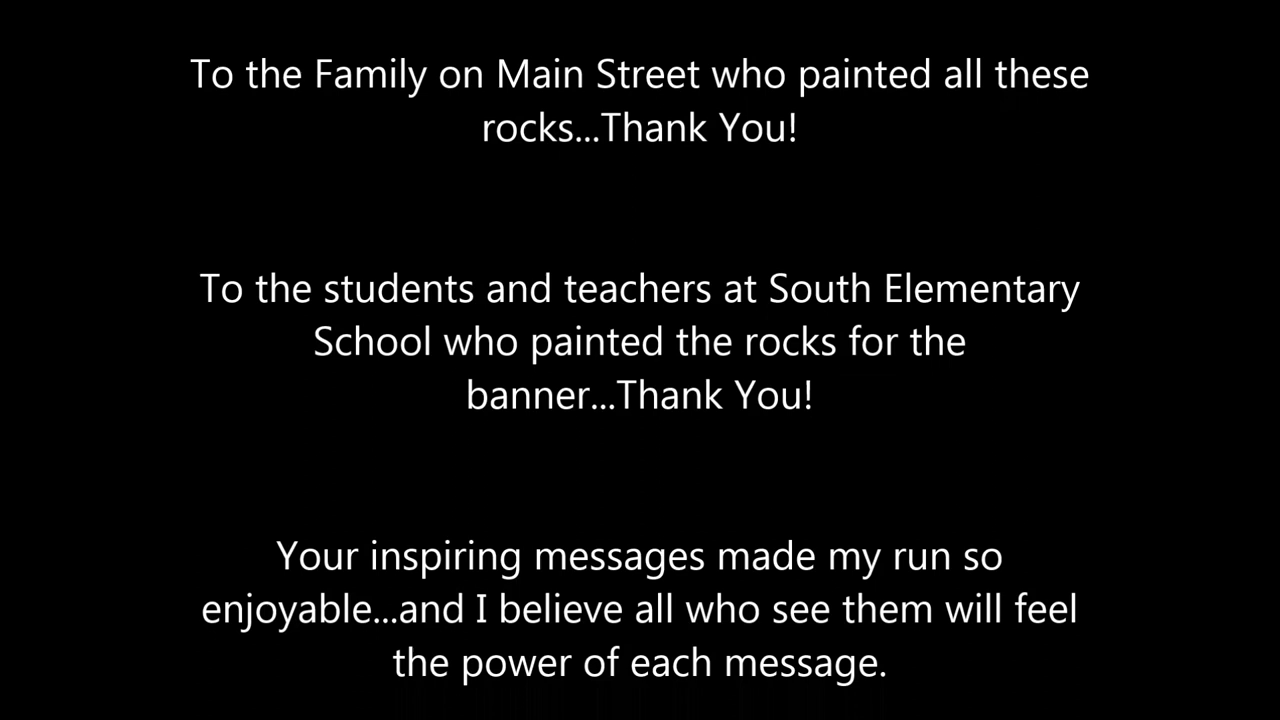 To the Family on Main Street who painted all these
rocks...Thank You!
To the students and teachers at South Elementary
School who painted the rocks for the
banner...Thank You!
Your inspiring messages made my run so
enjoyable...and I believe all who see them will feel
the power of each message.